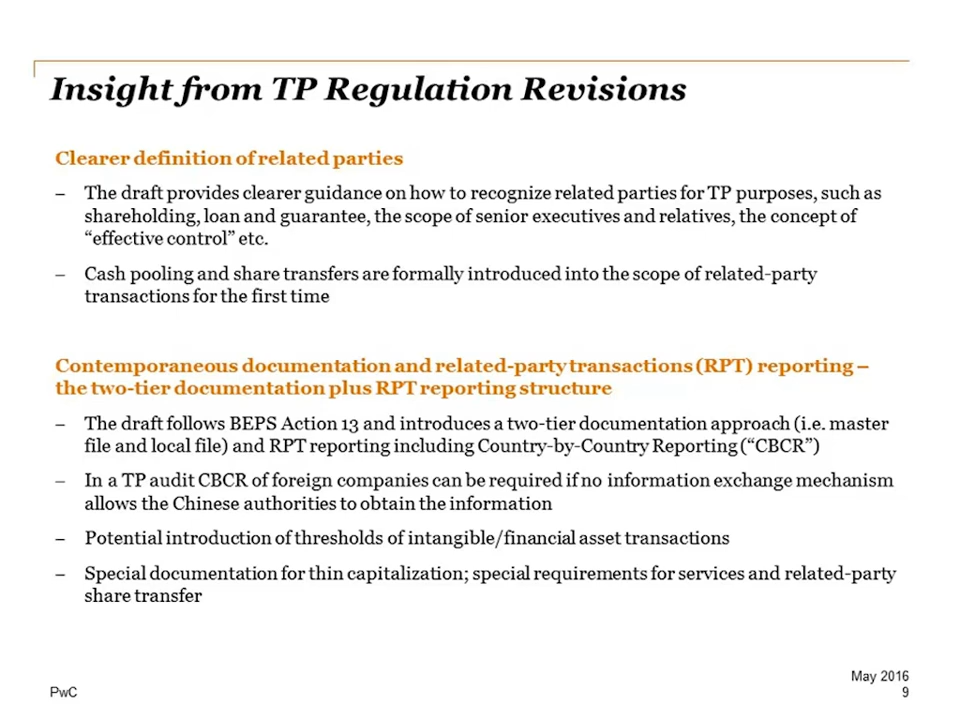 Insight from TP Regulation Revisions
Clearer definition of related parties
– The draft provides clearer guidance on how to recognize related parties for TP purposes, such as
shareholding, loan and guarantee, the scope of senior executives and relatives, the concept of
“effective control” etc.
– Cash pooling and share transfers are formally introduced into the scope of related-party
transactions for the first time
Contemporaneous documentation and related-party transactions (RPT) reporting –
the two-tier documentation plus RPT reporting structure
– The draft follows BEPS Action 13 and introduces a two-tier documentation approach (i.e. master
file and local file) and RPT reporting including Country-by-Country Reporting (“CBCR”)
– In a TP audit CBCR of foreign companies can be required if no information exchange mechanism
allows the Chinese authorities to obtain the information
– Potential introduction of thresholds of intangible/financial asset transactions
– Special documentation for thin capitalization; special requirements for services and related-party
share transfer
May 2016
PwC 9